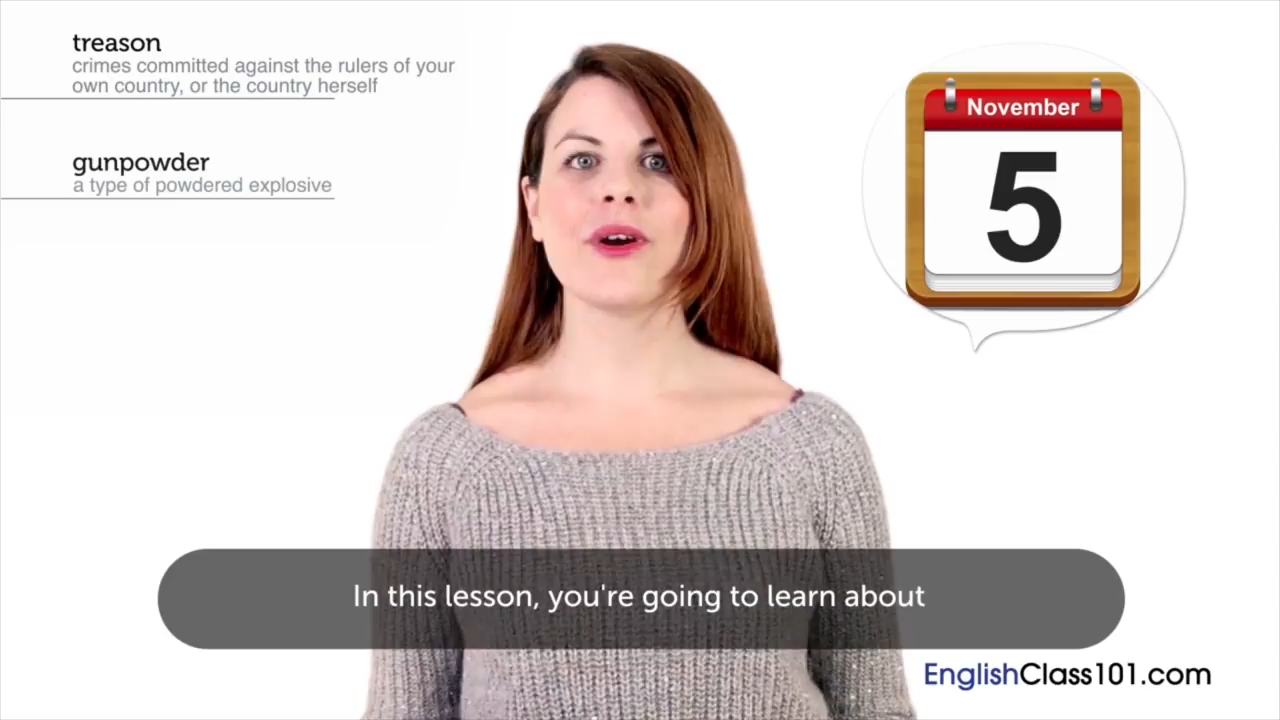 treason
crimes committed against the rulers of your
own country, or the country herself
gunpowder
a type of powdered explosive
November
5
In this lesson, you're going to learn about
EnglishClass101.com